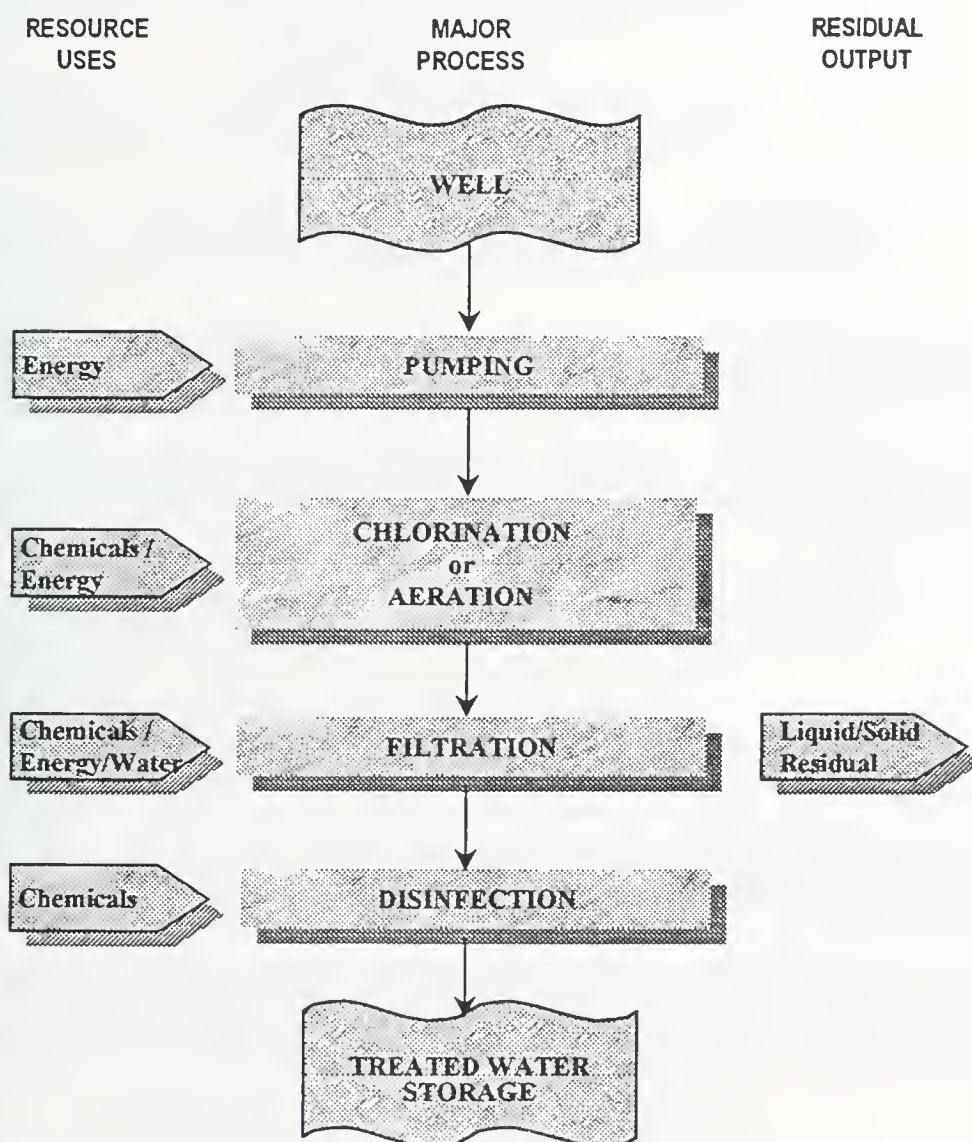 RESOURCE
USES
MAJOR
PROCESS
RESIDUAL
OUTPUT
WELL
Energy
PUMPING
Chemicals /
Energy
CHLORINATION
or
AERATION
Chemicals /
Energy/Water
FILTRATION
Liquid/Solid
Residual
Chemicals
DISINFECTION
TREATED WATER
STORAGE